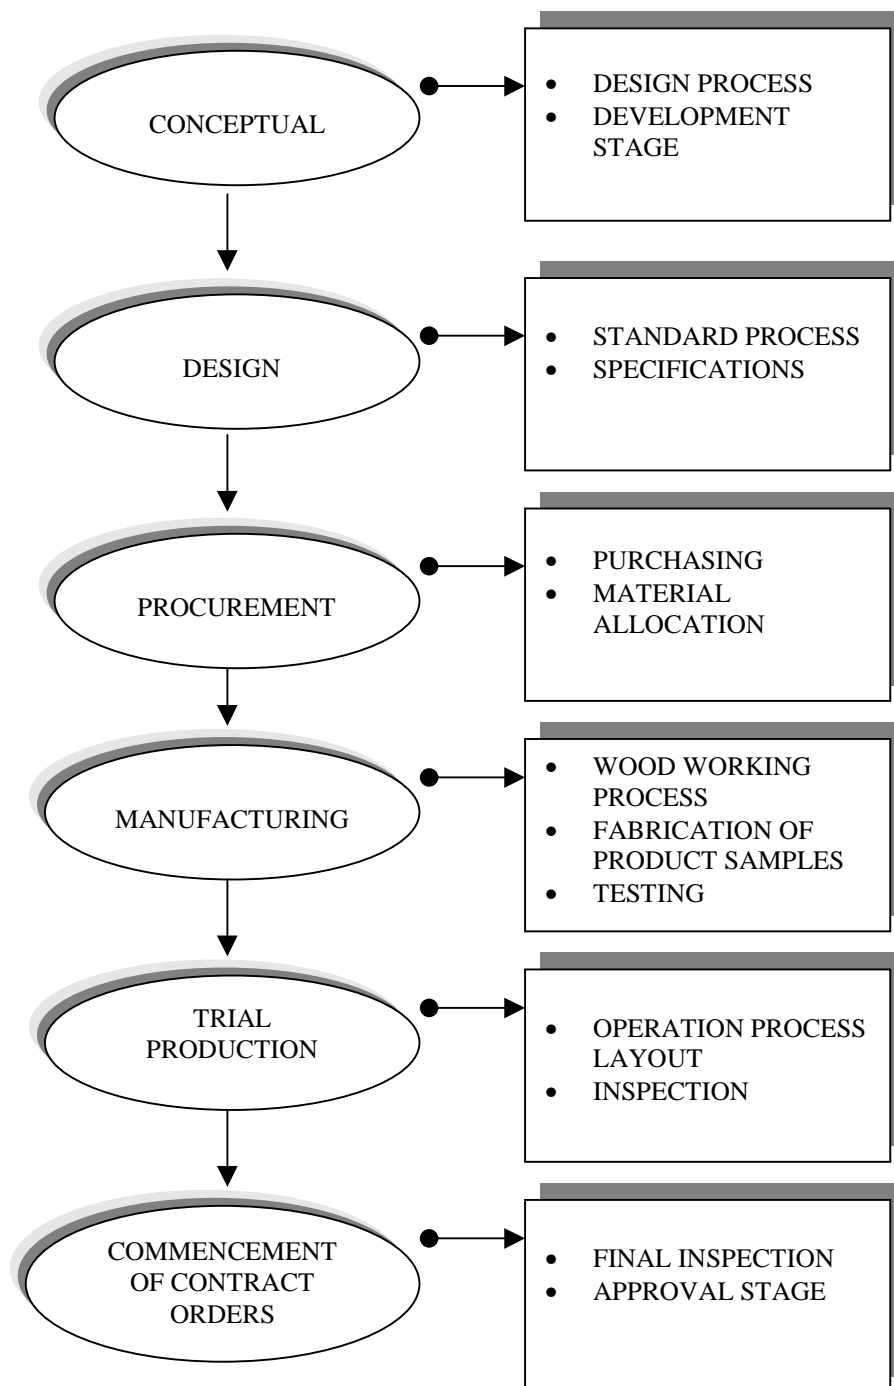 CONCEPTUAL
• DESIGN PROCESS
• DEVELOPMENT
STAGE
DESIGN
• STANDARD PROCESS
• SPECIFICATIONS
PROCUREMENT
• PURCHASING
• MATERIAL
ALLOCATION
MANUFACTURING
• WOOD WORKING
PROCESS
• FABRICATION OF
PRODUCT SAMPLES
• TESTING
TRIAL
PRODUCTION
• OPERATION PROCESS
LAYOUT
• INSPECTION
COMMENCEMENT
OF CONTRACT
ORDERS
• FINAL INSPECTION
• APPROVAL STAGE